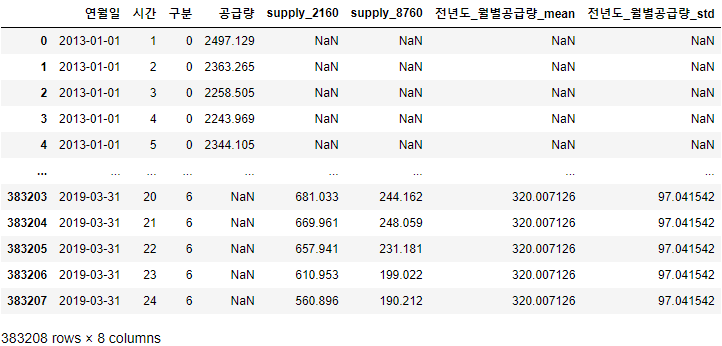 연월일 시간 구분 공급량 supply_2160 supply_8760 전년도_월별공급량_mean 전년도_월별공급량_std
0 2013-01-01 1 0 2497.129 NaN NaN NaN NaN
1 2013-01-01 2 0 2363.265 NaN NaN NaN NaN
2 2013-01-01 3 0 2258.505 NaN NaN NaN NaN
3 2013-01-01 4 0 2243.969 NaN NaN NaN NaN
4 2013-01-01 5 0 2344.105 NaN NaN NaN NaN
... ... ... ... ... ... ... ... ...
383203 2019-03-31 20 6 NaN 681.033 244.162 320.007126 97.041542
383204 2019-03-31 21 6 NaN 669.961 248.059 320.007126 97.041542
383205 2019-03-31 22 6 NaN 657.941 231.181 320.007126 97.041542
383206 2019-03-31 23 6 NaN 610.953 199.022 320.007126 97.041542
383207 2019-03-31 24 6 NaN 560.896 190.212 320.007126 97.041542
383208 rows × 8 columns